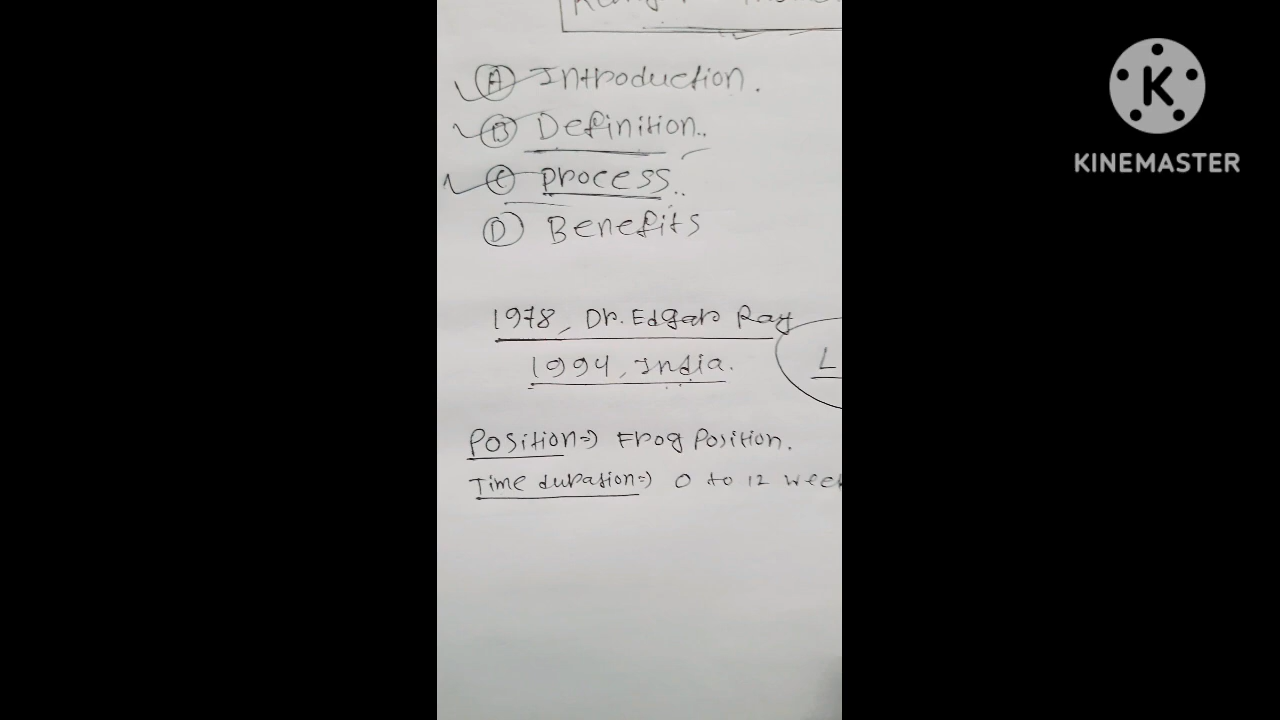 Ⓐ Introduction.
Ⓑ Definition..
Ⓒ process..
Ⓓ Benefits
1978, Dr. Edgar Ray
1994, India.
L
Position=> Frog Position.
Time duration=> 0 to 12 wee
K
KINEMASTER